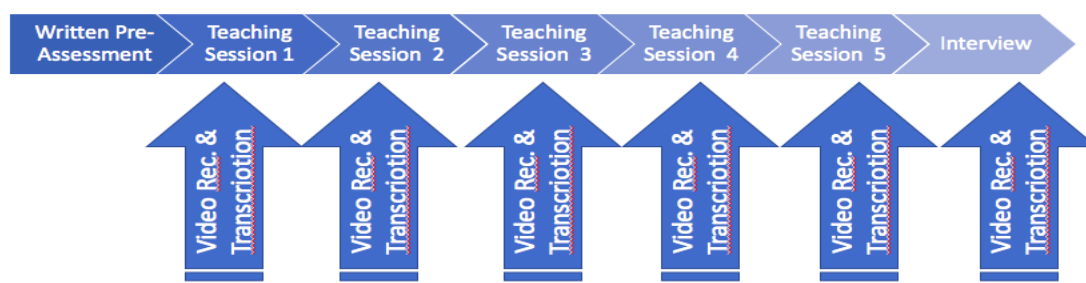 Written Pre-
Assessment
Teaching
Session 1
Teaching
Session 2
Teaching
Session 3
Teaching
Session 4
Teaching
Session 5
Interview
Video Rec. &
Transcriotion
Video Rec. &
Transcriotion
Video Rec. &
Transcriotion
Video Rec. &
Transcriotion
Video Rec. &
Transcriotion
Video Rec. &
Transcriotion